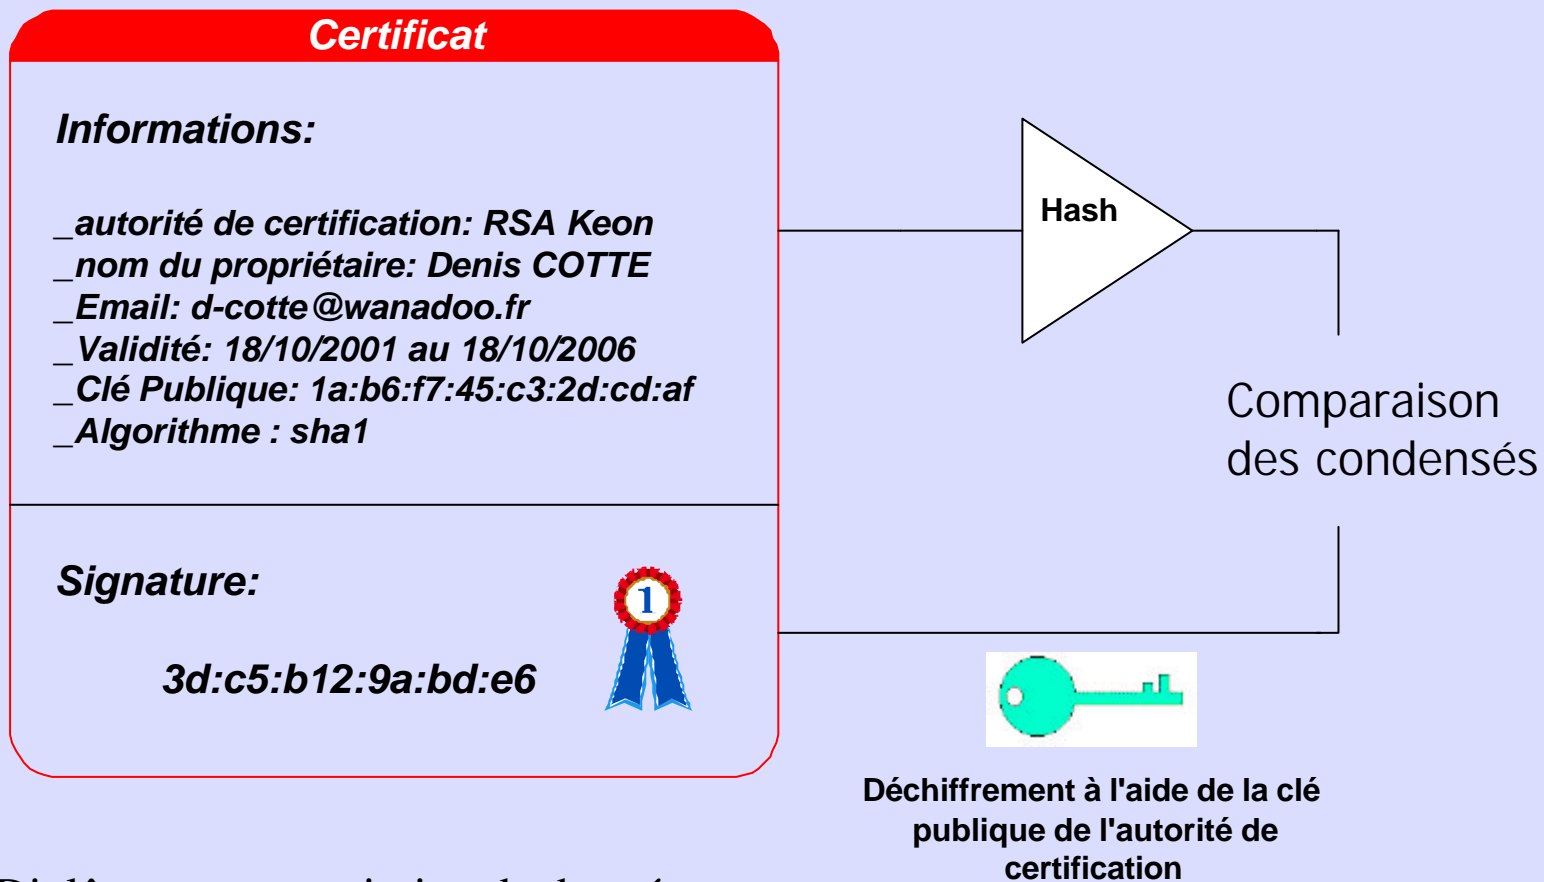 Certificat
Informations:
_autorité de certification: RSA Keon
_nom du propriétaire: Denis COTTE
_Email: d-cotte@wanadoo.fr
_Validité: 18/10/2001 au 18/10/2006
_Clé Publique: 1a:b6:f7:45:c3:2d:cd:af
_Algorithme : sha1
Signature:
1
3d:c5:b12:9a:bd:e6
Hash
Comparaison
des condensés
Déchiffrement à l'aide de la clé
publique de l'autorité de
certification